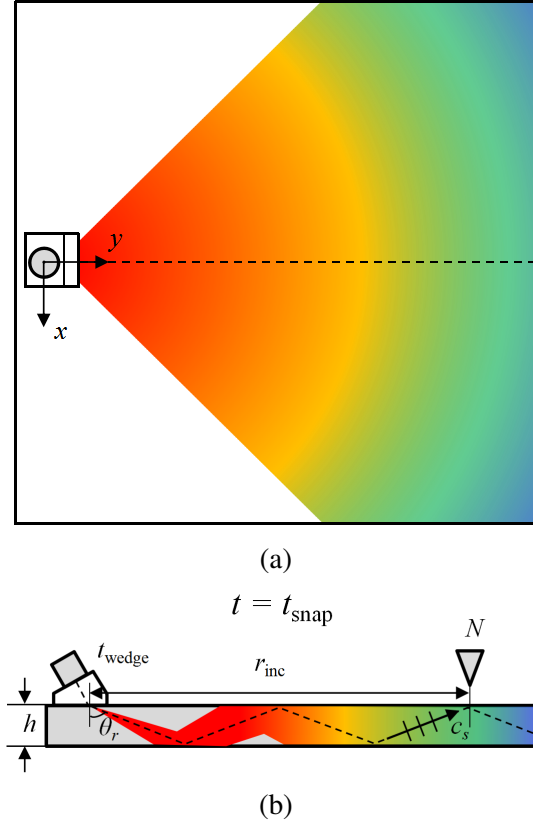 y
x
(a)
t = t_snap
t_wedge
r_inc
N
h
θ_r
c_s
(b)